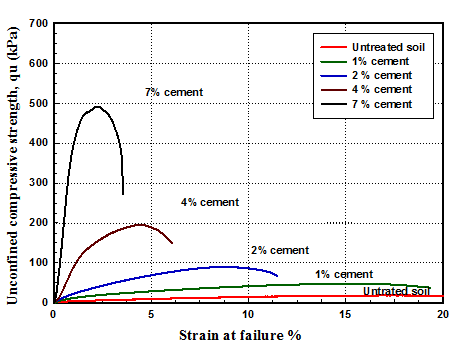 Unconfined compressive strength, qu (kPa)
700
600
500
400
300
200
100
0
Untreated soil
1% cement
2 % cement
4 % cement
7 % cement
7% cement
4% cement
2% cement
1% cement
Untreated soil
0
5
10
15
20
Strain at failure %